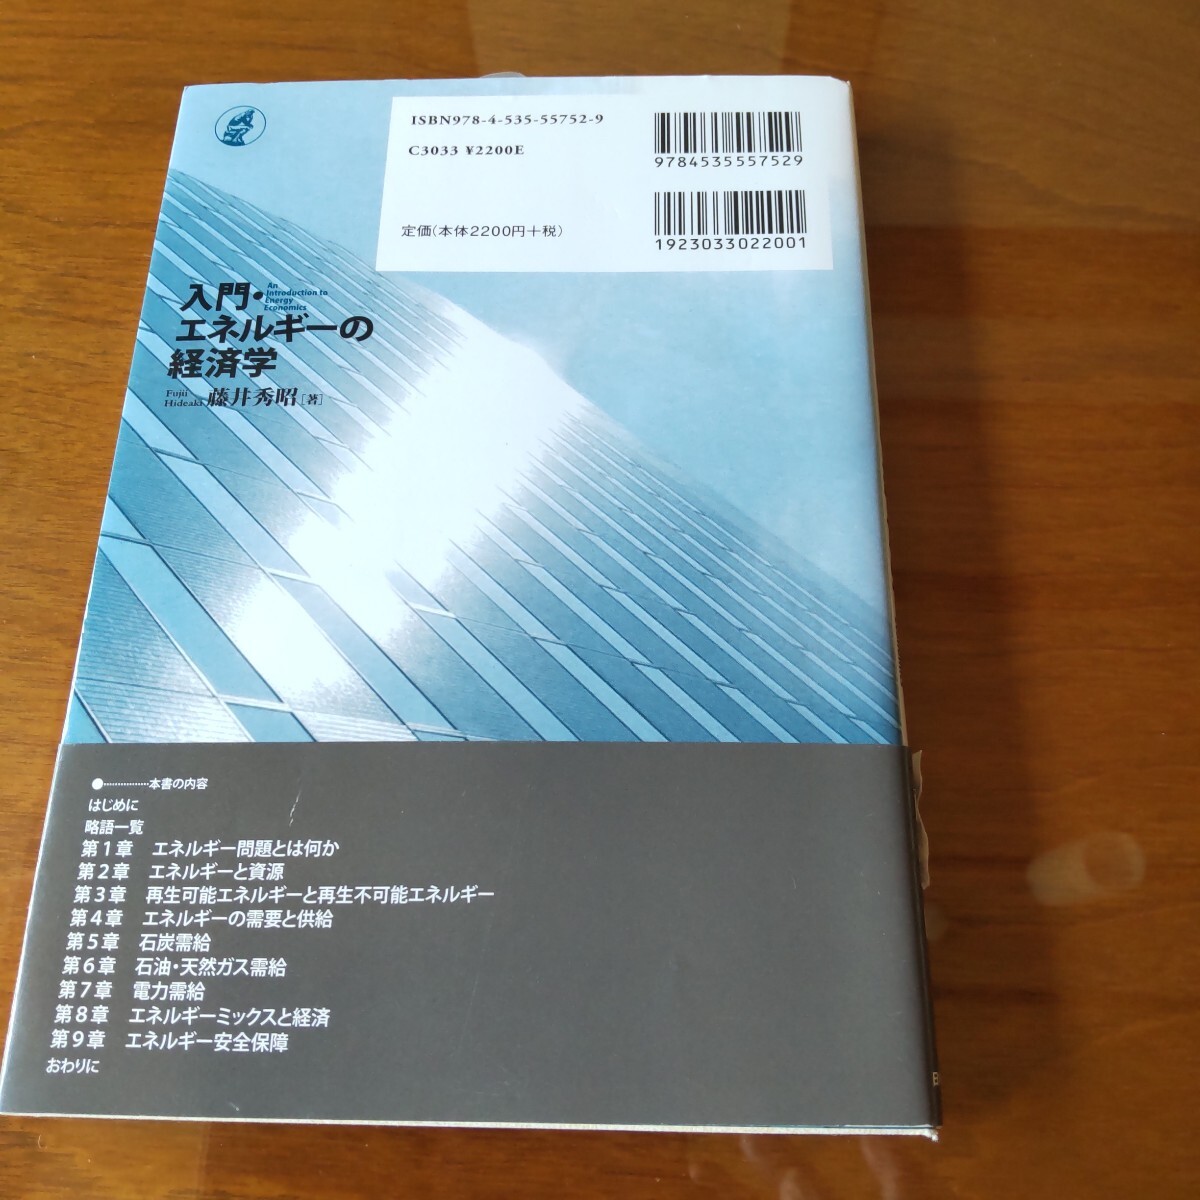 ISBN978-4-535-55752-9
C3033 ¥2200E
定価(本体2200円+税)
9784535557529
1923033022001
入門・
An
Introduction to
Energy
Economics
エネルギーの
経済学
Fujii
Hideaki
藤井秀昭[著]
●................本書の内容
はじめに
略語一覧
第1章 エネルギー問題とは何か
第2章 エネルギーと資源
第3章 再生可能エネルギーと再生不可能エネルギー
第4章 エネルギーの需要と供給
第5章 石炭需給
第6章 石油・天然ガス需給
第7章 電力需給
第8章 エネルギーミックスと経済
第9章 エネルギー安全保障
おわりに